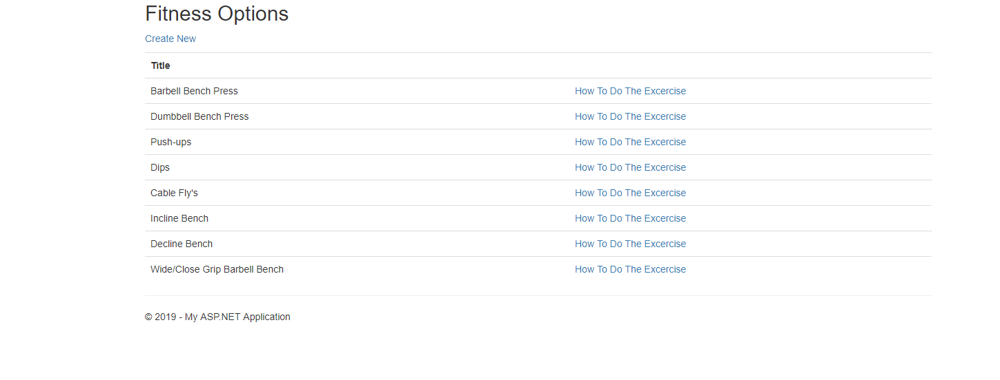 Fitness Options
Create New
Title
Barbell Bench Press How To Do The Excercise
Dumbbell Bench Press How To Do The Excercise
Push-ups How To Do The Excercise
Dips How To Do The Excercise
Cable Fly's How To Do The Excercise
Incline Bench How To Do The Excercise
Decline Bench How To Do The Excercise
Wide/Close Grip Barbell Bench How To Do The Excercise
© 2019 - My ASP.NET Application